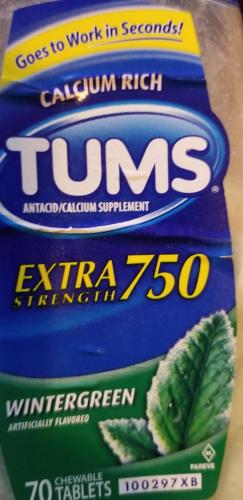 Goes to Work in Seconds!
CALCIUM RICH
TUMS®
ANTACID/CALCIUM SUPPLEMENT
EXTRA 750
STRENGTH
WINTERGREEN
ARTIFICIALLY FLAVORED
PAREVE
70 CHEWABLE
TABLETS
100297XB